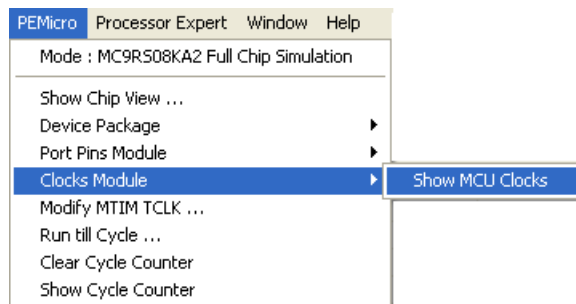 PEMicro Processor Expert Window Help
Mode : MC9RS08KA2 Full Chip Simulation
Show Chip View ...
Device Package
Port Pins Module
Clocks Module Show MCU Clocks
Modify MTIM TCLK ...
Run till Cycle ...
Clear Cycle Counter
Show Cycle Counter